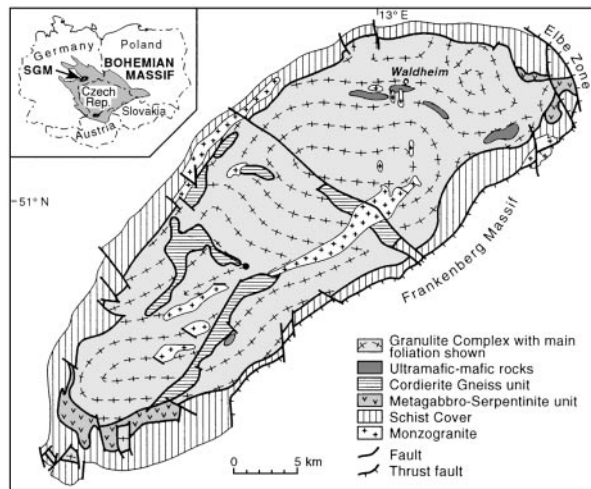 13° E
Germany
Poland
SGM
BOHEMIAN
MASSIF
Czech
Rep.
Slovakia
Austria
Waldheim
Elbe Zone
51° N
Frankenberg Massif
Granulite Complex with main
foliation shown
Ultramafic-mafic rocks
Cordierite Gneiss unit
Metagabbro-Serpentinite unit
Schist Cover
Monzogranite
Fault
Thrust fault
0 5 km